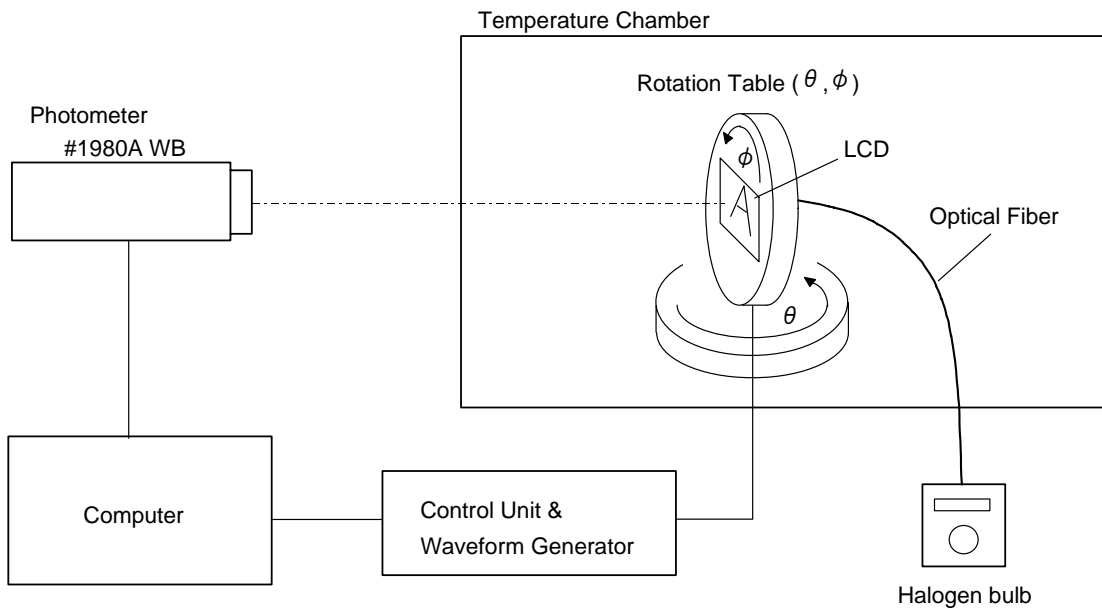 Temperature Chamber
Rotation Table ( θ , φ )
Photometer
#1980A WB
φ
LCD
A
Optical Fiber
θ
Computer
Control Unit &
Waveform Generator
Halogen bulb